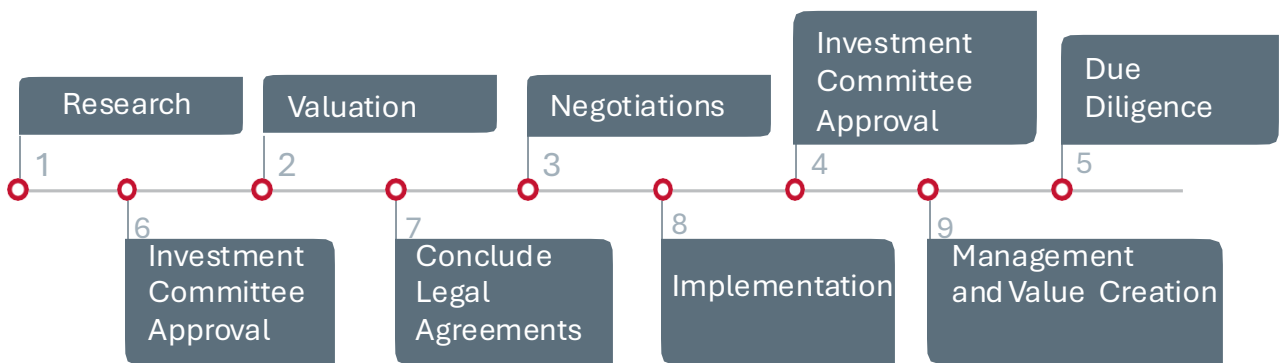 Research
1
Valuation
2
Negotiations
3
Investment
Committee
Approval
4
Due
Diligence
5
6
Investment
Committee
Approval
7
Conclude
Legal
Agreements
8
Implementation
9
Management
and Value Creation